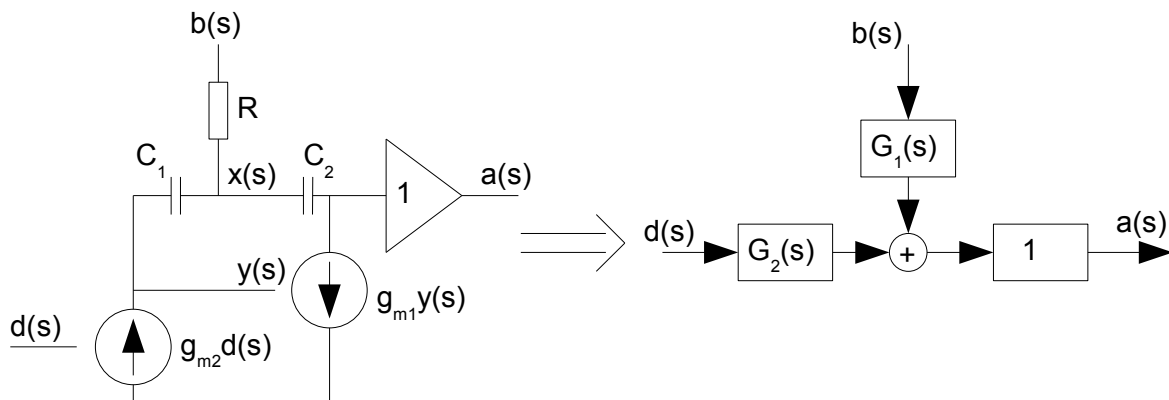 b(s)
R
C₁
x(s)
C₂
1
a(s)
y(s)
gₘ₁y(s)
d(s)
gₘ₂d(s)
b(s)
G₁(s)
d(s)
G₂(s)
+
1
a(s)